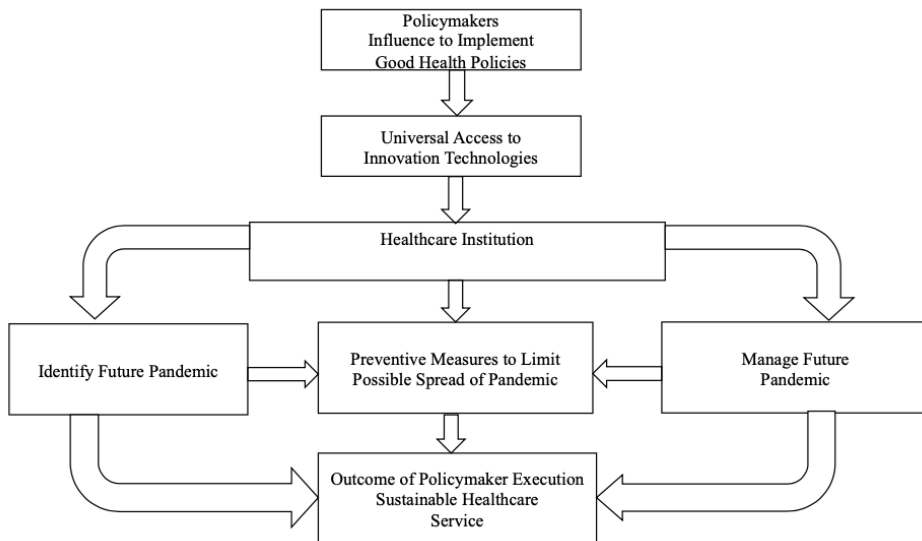 Policymakers
Influence to Implement
Good Health Policies
Universal Access to
Innovation Technologies
Healthcare Institution
Identify Future Pandemic
Preventive Measures to Limit
Possible Spread of Pandemic
Manage Future
Pandemic
Outcome of Policymaker Execution
Sustainable Healthcare
Service